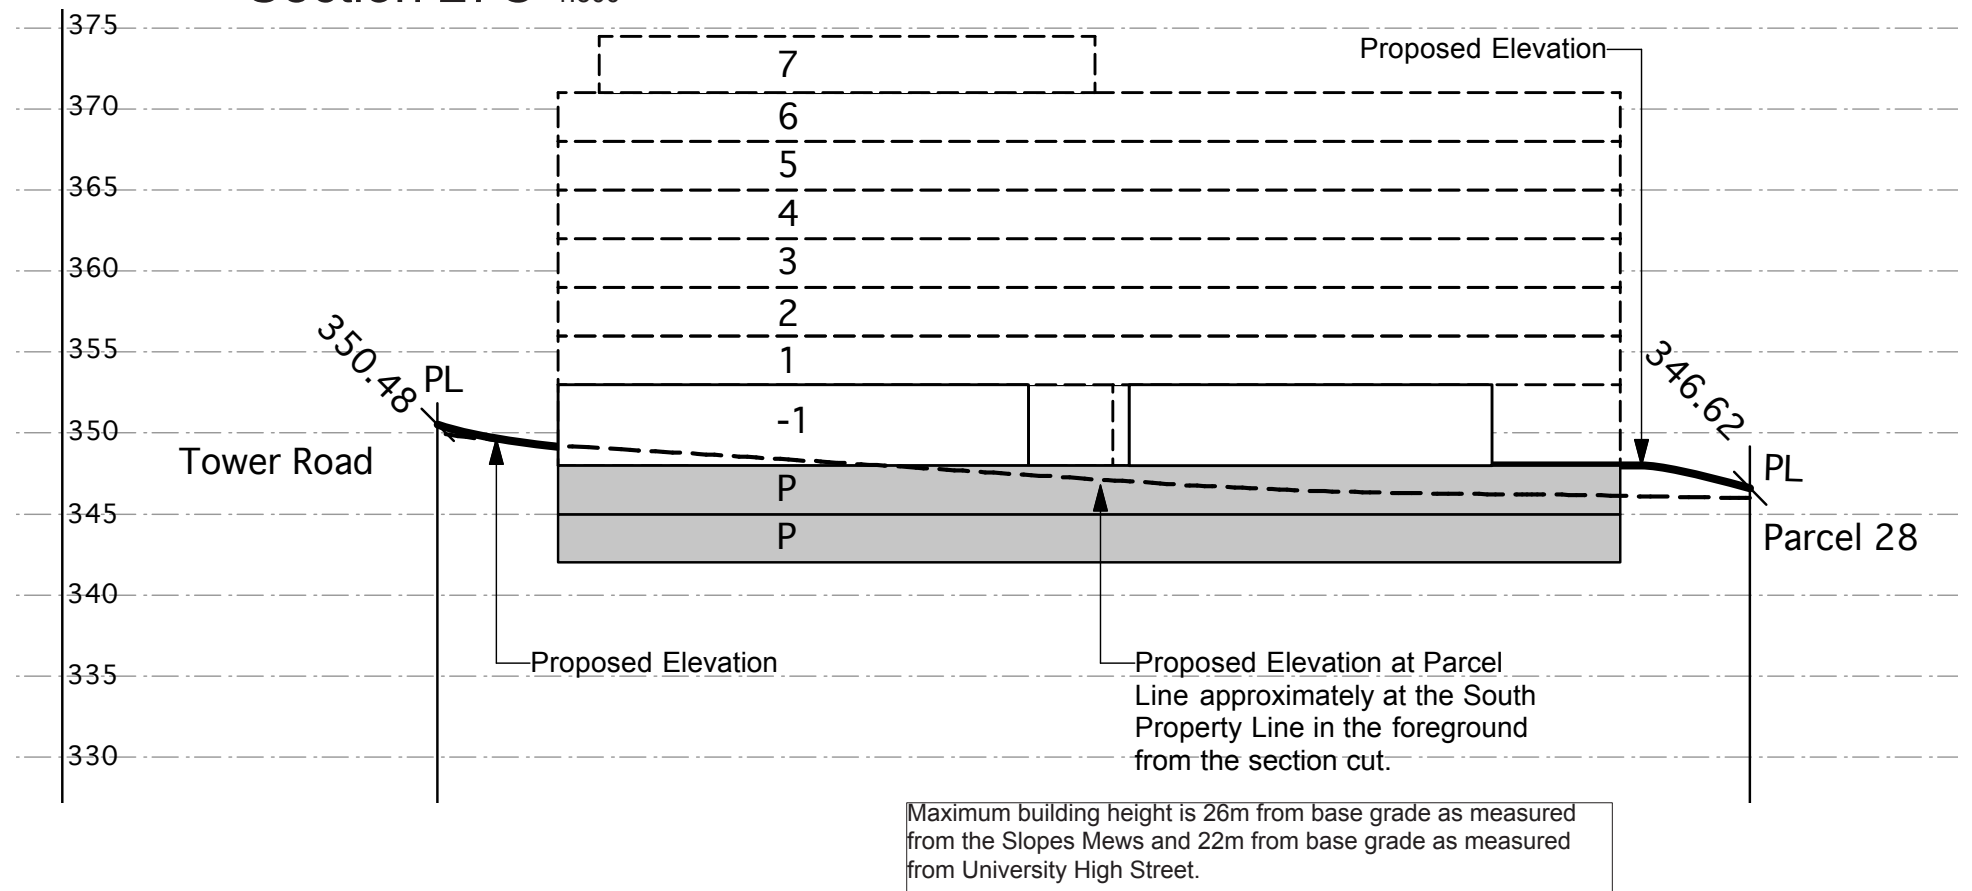 375
7
Proposed Elevation
370
6
5
365
4
3
360
2
355
1
350.48
PL
346.62
350
-1
Tower Road
PL
P
345
P
Parcel 28
340
Proposed Elevation
335
Proposed Elevation at Parcel
Line approximately at the South
Property Line in the foreground
from the section cut.
330
Maximum building height is 26m from base grade as measured
from the Slopes Mews and 22m from base grade as measured
from University High Street.